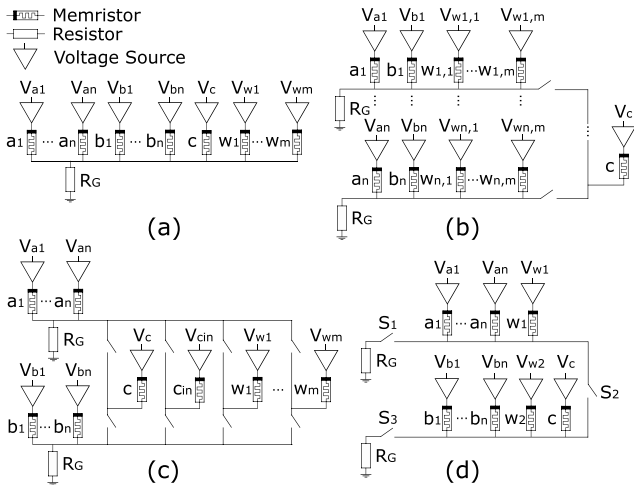 Memristor
Resistor
Voltage Source
Va1 Van Vb1 Vbn Vc Vw1 Vwm
a1 ... an b1 ... bn c w1 ... wm
RG
(a)
Va1 Vb1 Vw1,1 Vw1,m
a1 b1 w1,1 ... w1,m
RG
Van Vbn Vwn,1 Vwn,m
an bn wn,1 ... wn,m
RG
Vc
c
(b)
Va1 Van
a1 ... an
RG
Vc Vcin Vw1 Vwm
c cin w1 ... wm
Vb1 Vbn
b1 ... bn
RG
(c)
Va1 Van Vw1
S1 a1 ... an w1
RG
S2
Vb1 Vbn Vw2 Vc
S3 b1 ... bn w2 c
RG
(d)